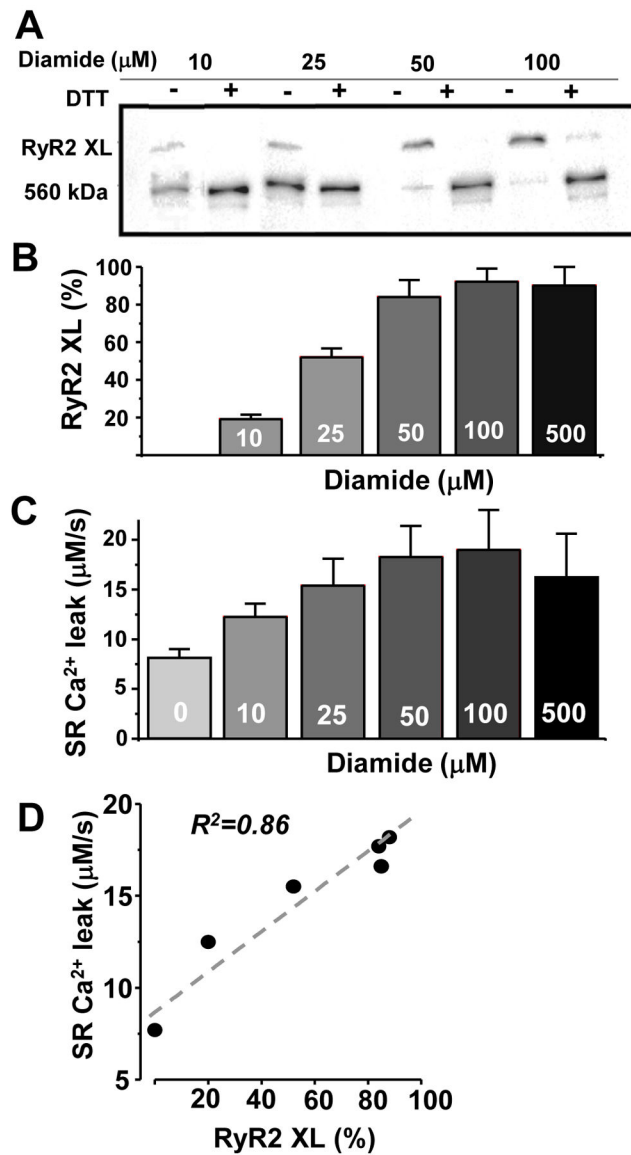 A
Diamide (μM) 10 25 50 100
DTT - + - + - + - +
RyR2 XL
560 kDa
B
RyR2 XL (%)
100
80
60
40
20
10 25 50 100 500
Diamide (μM)
C
SR Ca²⁺ leak (μM/s)
20
15
10
5
0
0 10 25 50 100 500
Diamide (μM)
D
SR Ca²⁺ leak (μM/s)
R²=0.86
20
15
10
5
20 40 60 80 100
RyR2 XL (%)